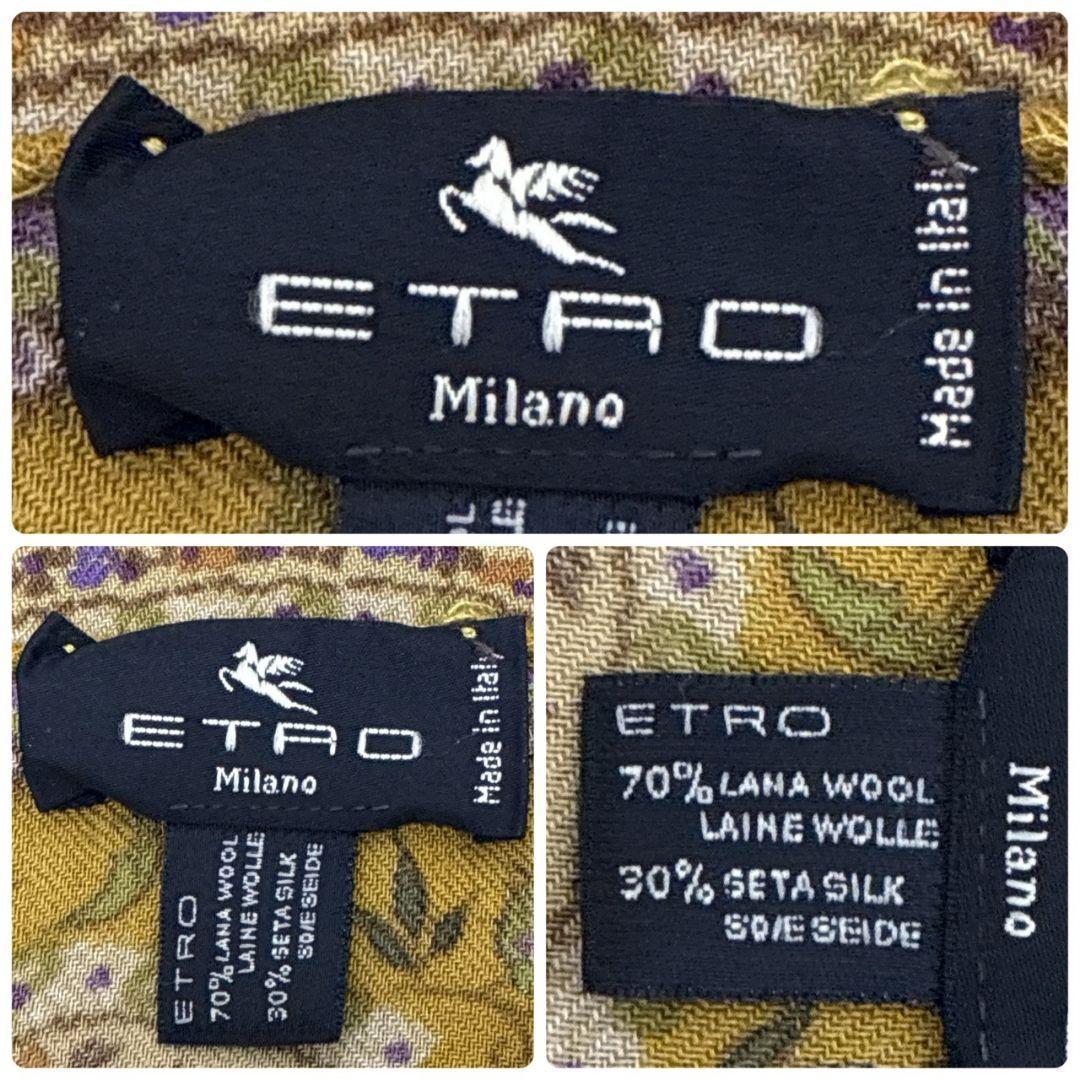 ETRO
Milano
Made in Ital
ETRO
Milano
Made in Italy
ETRO
70% LANA WOOL
LAINE WOLLE
30% SETA SILK
SOIE SEIDE
ETRO
70% LANA WOOL
LAINE WOLLE
30% SETA SILK
SOIE SEIDE
Milano